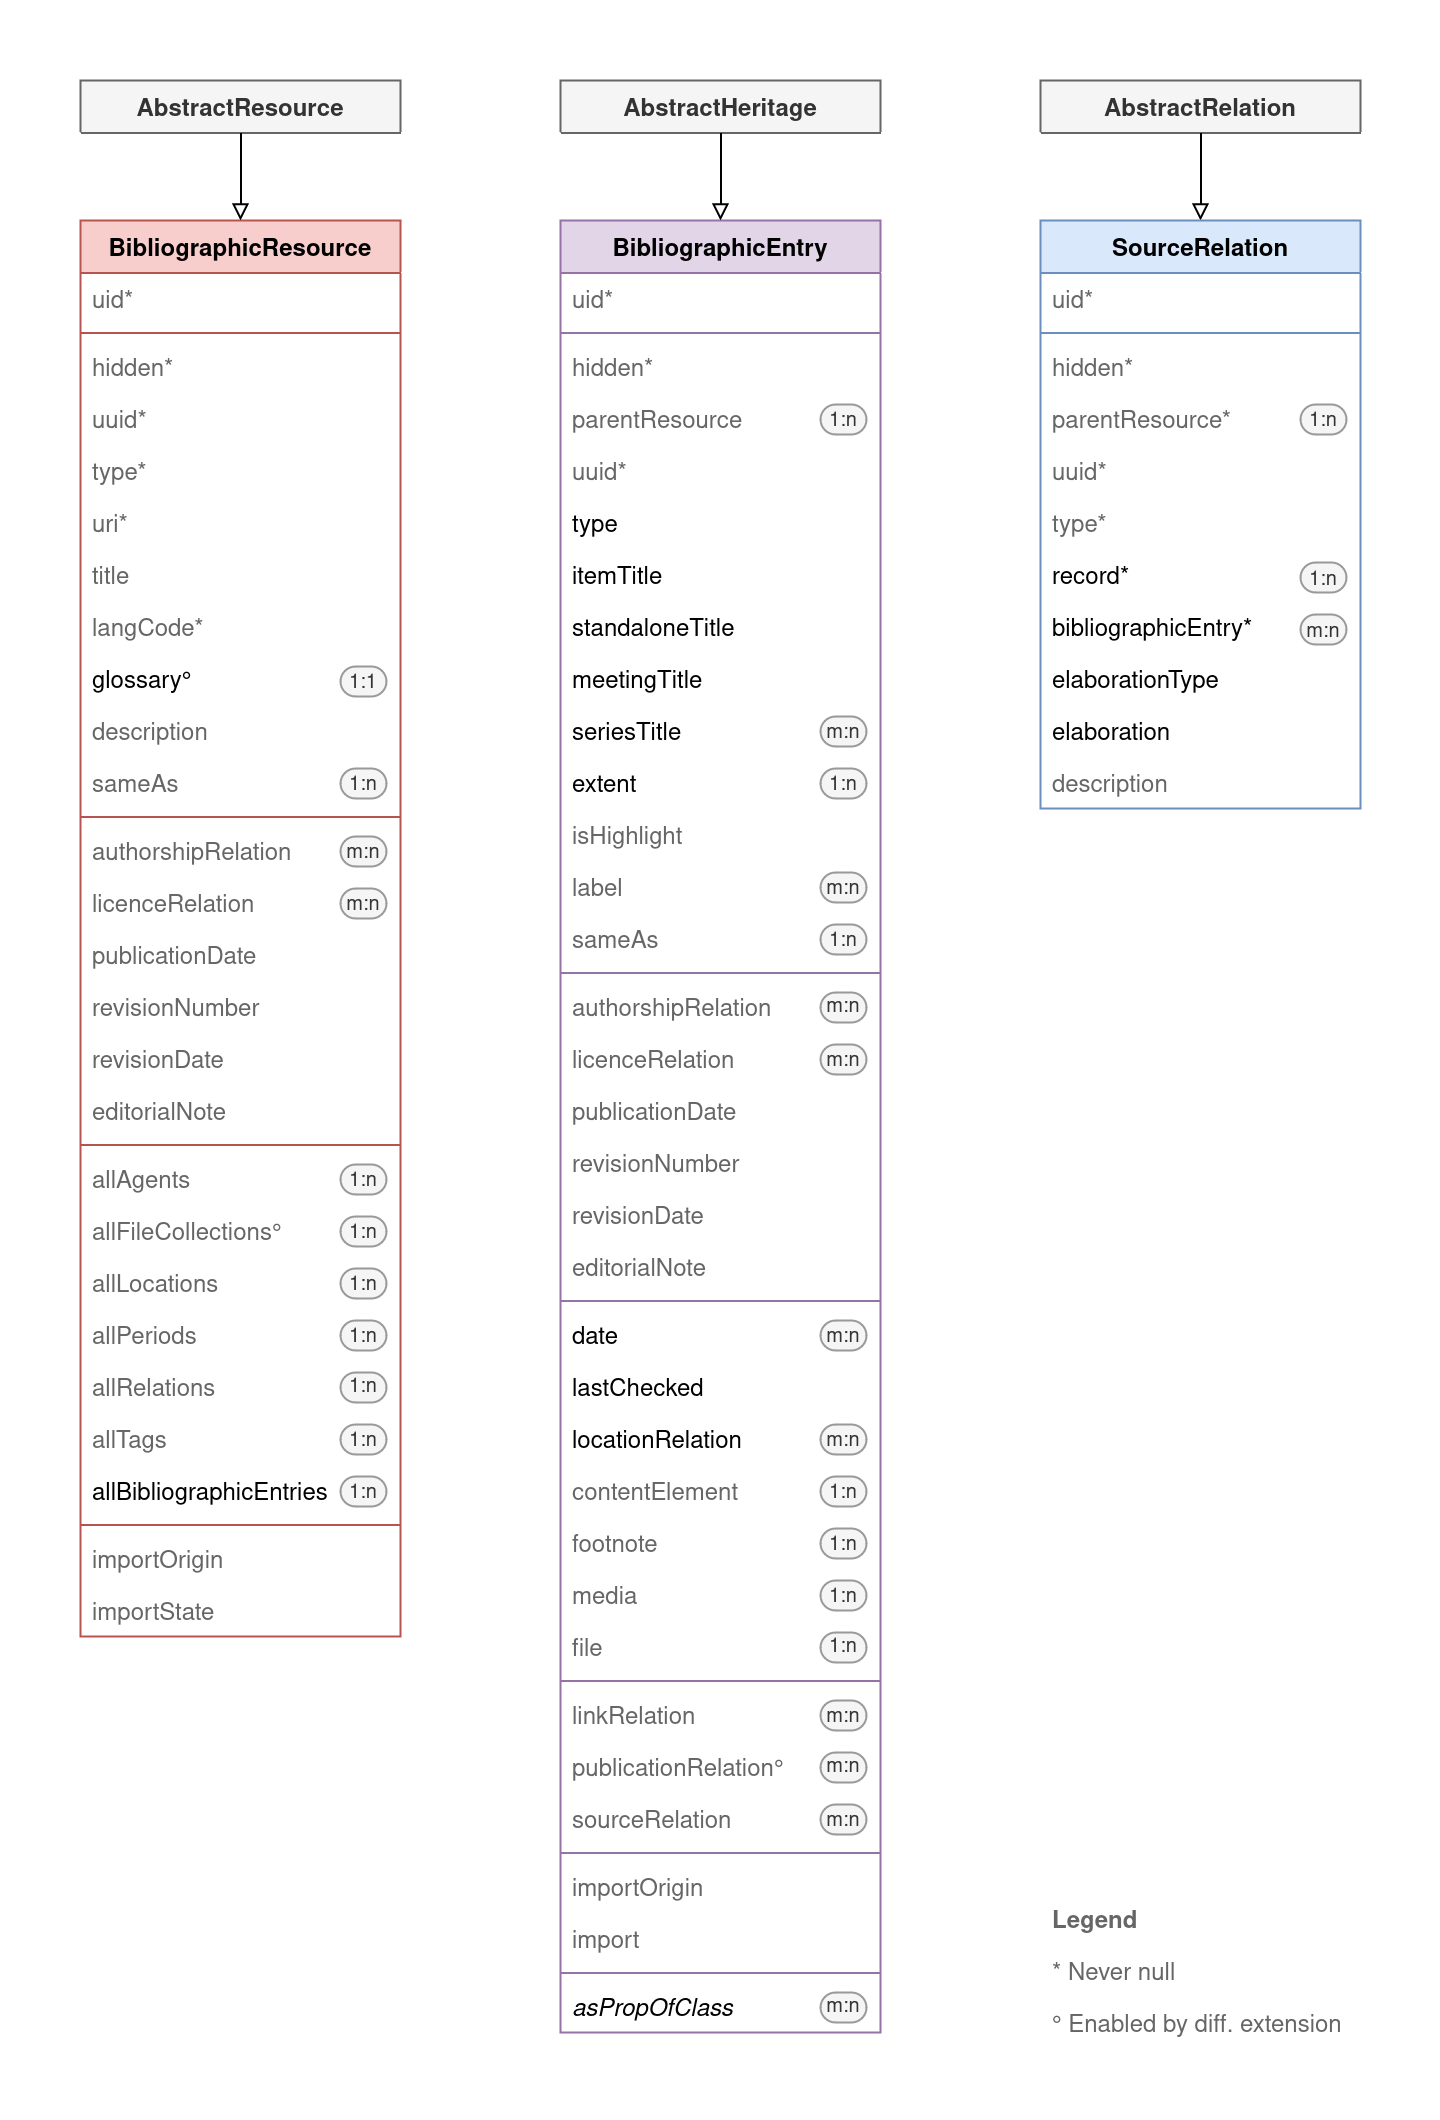 AbstractResource
BibliographicResource
uid*
hidden*
uuid*
type*
uri*
title
langCode*
glossary° 1:1
description
sameAs 1:n
authorshipRelation m:n
licenceRelation m:n
publicationDate
revisionNumber
revisionDate
editorialNote
allAgents 1:n
allFileCollections° 1:n
allLocations 1:n
allPeriods 1:n
allRelations 1:n
allTags 1:n
allBibliographicEntries 1:n
importOrigin
importState
AbstractHeritage
BibliographicEntry
uid*
hidden*
parentResource 1:n
uuid*
type
itemTitle
standaloneTitle
meetingTitle
seriesTitle m:n
extent 1:n
isHighlight
label m:n
sameAs 1:n
authorshipRelation m:n
licenceRelation m:n
publicationDate
revisionNumber
revisionDate
editorialNote
date m:n
lastChecked
locationRelation m:n
contentElement 1:n
footnote 1:n
media 1:n
file 1:n
linkRelation m:n
publicationRelation° m:n
sourceRelation m:n
importOrigin
import
asPropOfClass m:n
AbstractRelation
SourceRelation
uid*
hidden*
parentResource* 1:n
uuid*
type*
record* 1:n
bibliographicEntry* m:n
elaborationType
elaboration
description
Legend
* Never null
° Enabled by diff. extension